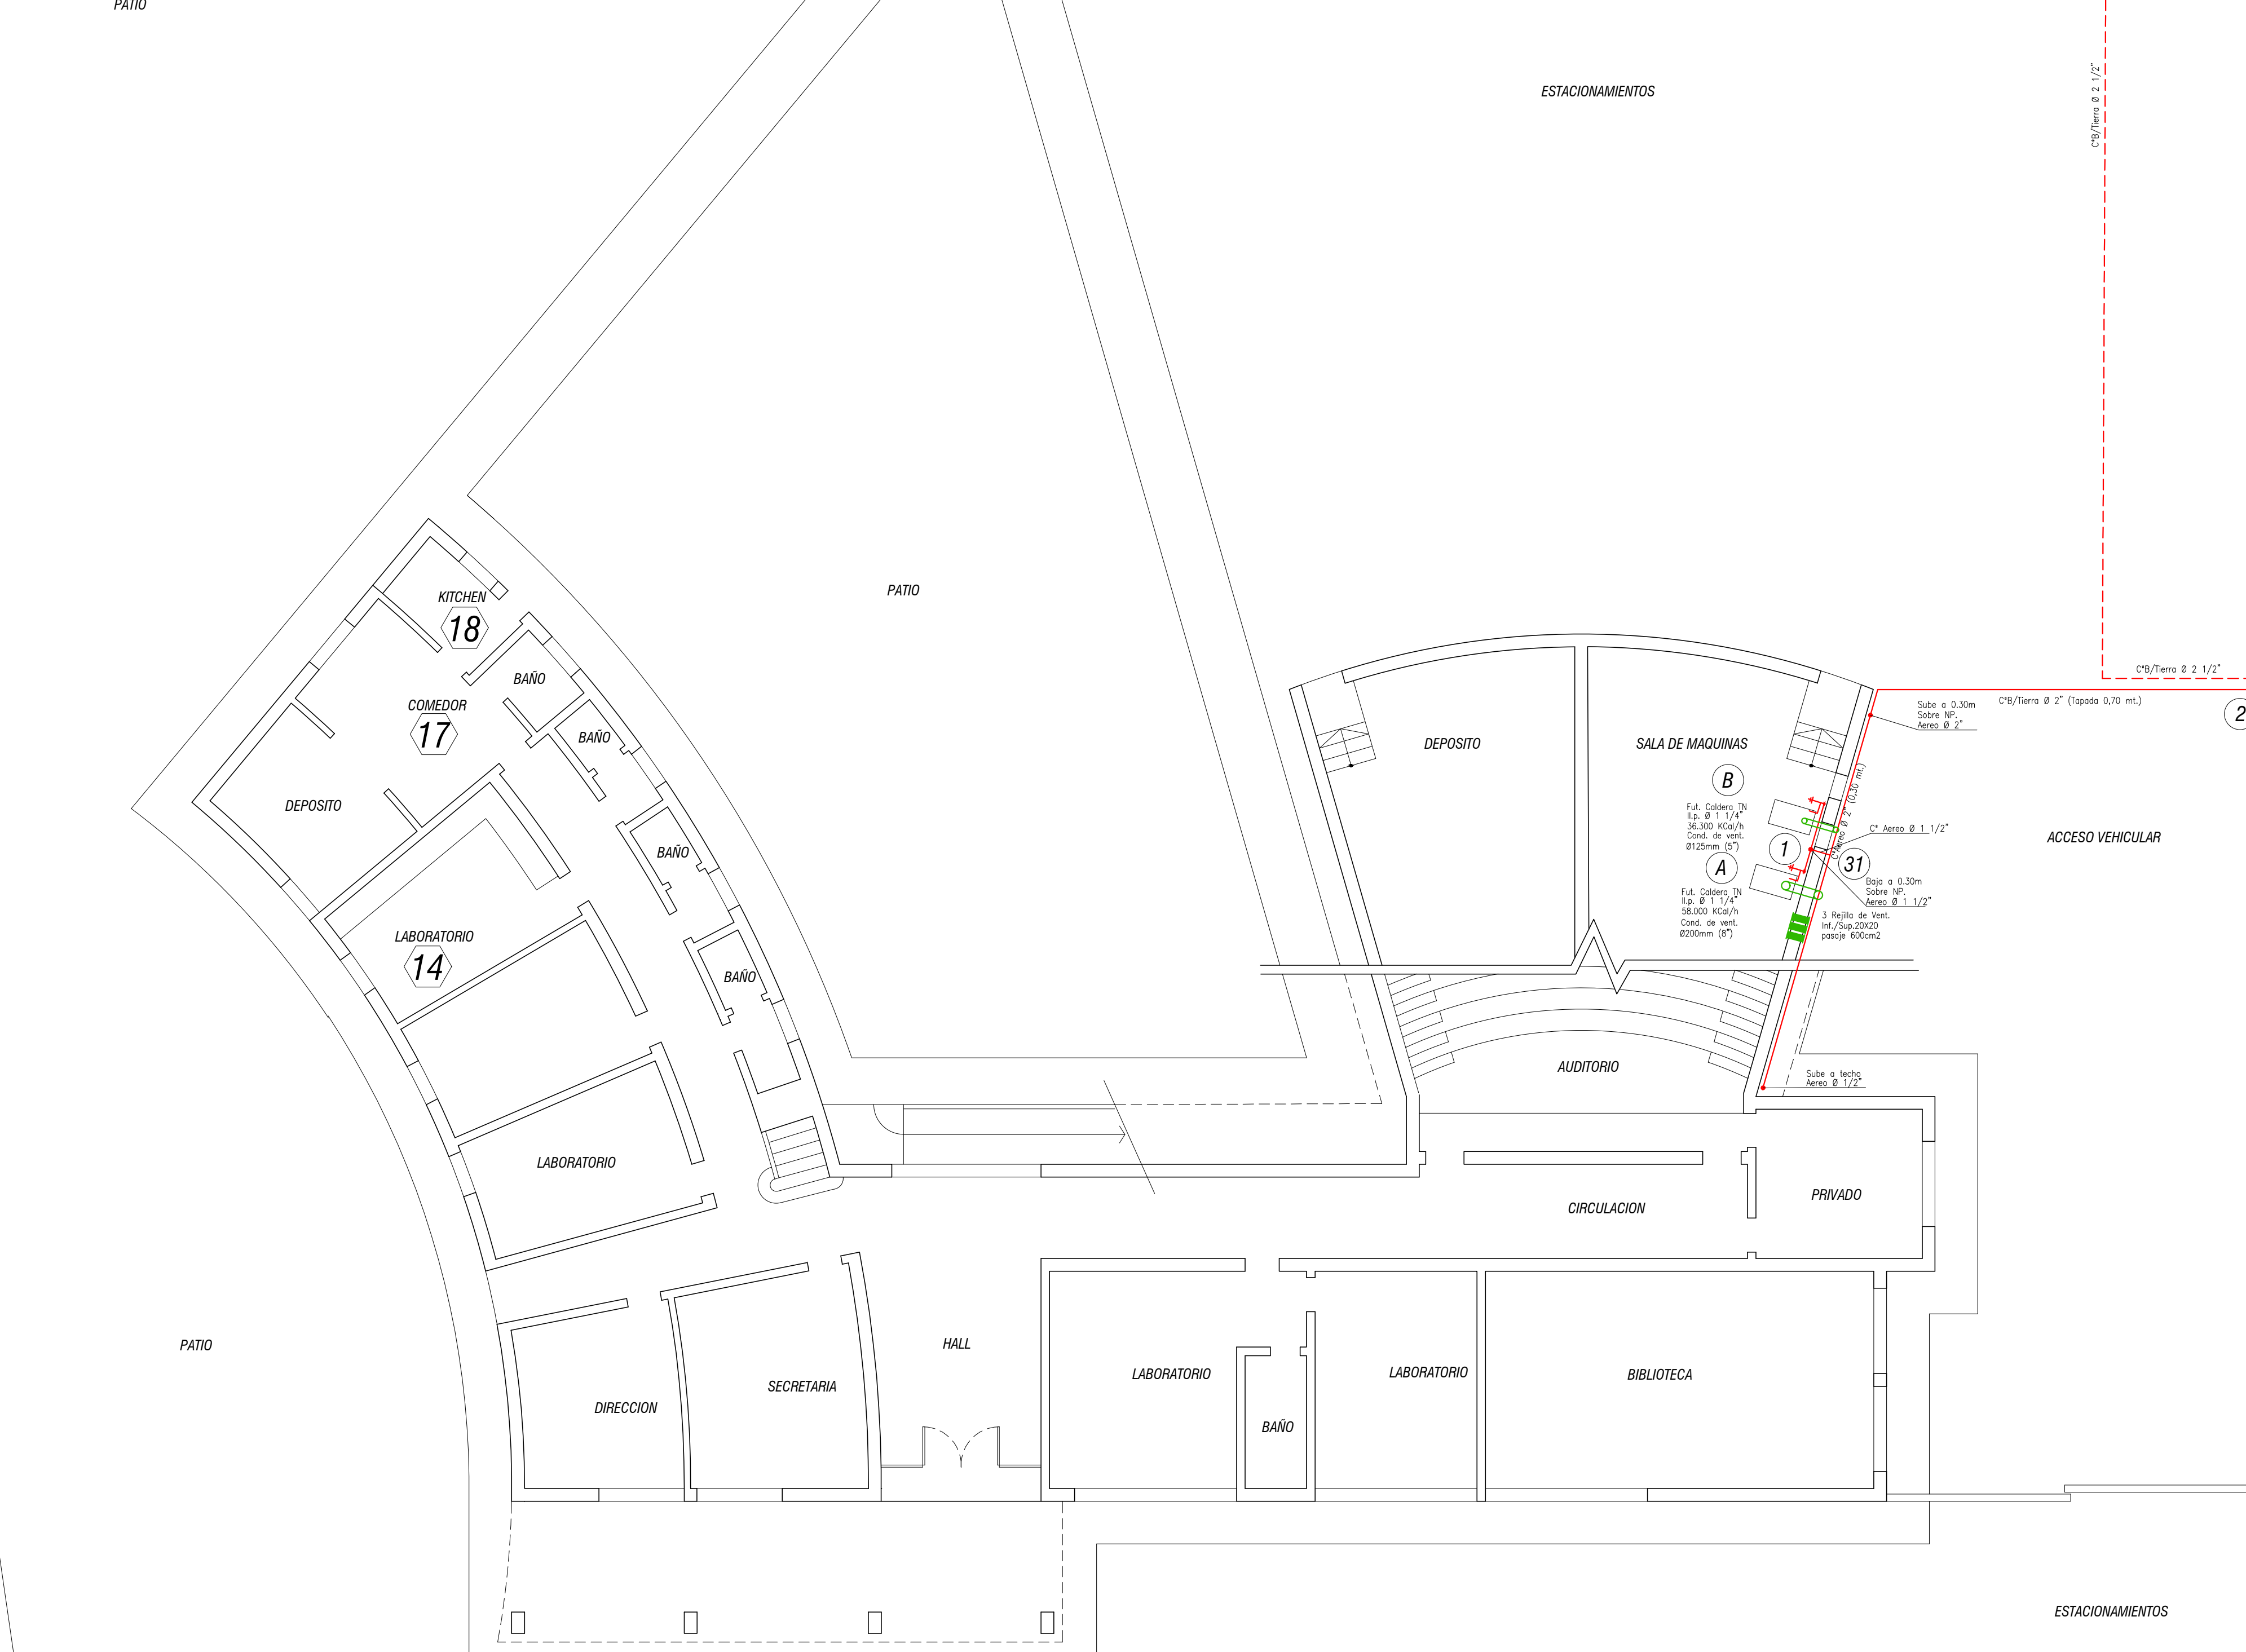 PATIO
ESTACIONAMIENTOS
C°B/Tierra Ø 2 1/2"
PATIO
KITCHEN
18
BAÑO
COMEDOR
17
BAÑO
DEPOSITO
BAÑO
LABORATORIO
14
BAÑO
LABORATORIO
DEPOSITO
SALA DE MAQUINAS
B
Fut. Caldera TN
ll.p. Ø 1 1/4"
36.300 KCal/h
Cond. de vent.
Ø125mm (5")
A
Fut. Caldera TN
ll.p. Ø 1 1/4"
58.000 KCal/h
Cond. de vent.
Ø200mm (8")
1
31
C°Aereo Ø 2" (0,30 mt.)
C°B/Tierra Ø 2 1/2"
C°B/Tierra Ø 2" (Tapada 0,70 mt.)
2
Sube a 0.30m
Sobre NP.
Aereo Ø 2"
C° Aereo Ø 1 1/2"
Baja a 0.30m
Sobre NP.
Aereo Ø 1 1/2"
3 Rejilla de Vent.
Inf./Sup.20X20
pasaje 600cm2
ACCESO VEHICULAR
AUDITORIO
Sube a techo
Aereo Ø 1/2"
CIRCULACION
PRIVADO
PATIO
HALL
SECRETARIA
DIRECCION
LABORATORIO
BAÑO
LABORATORIO
BIBLIOTECA
ESTACIONAMIENTOS